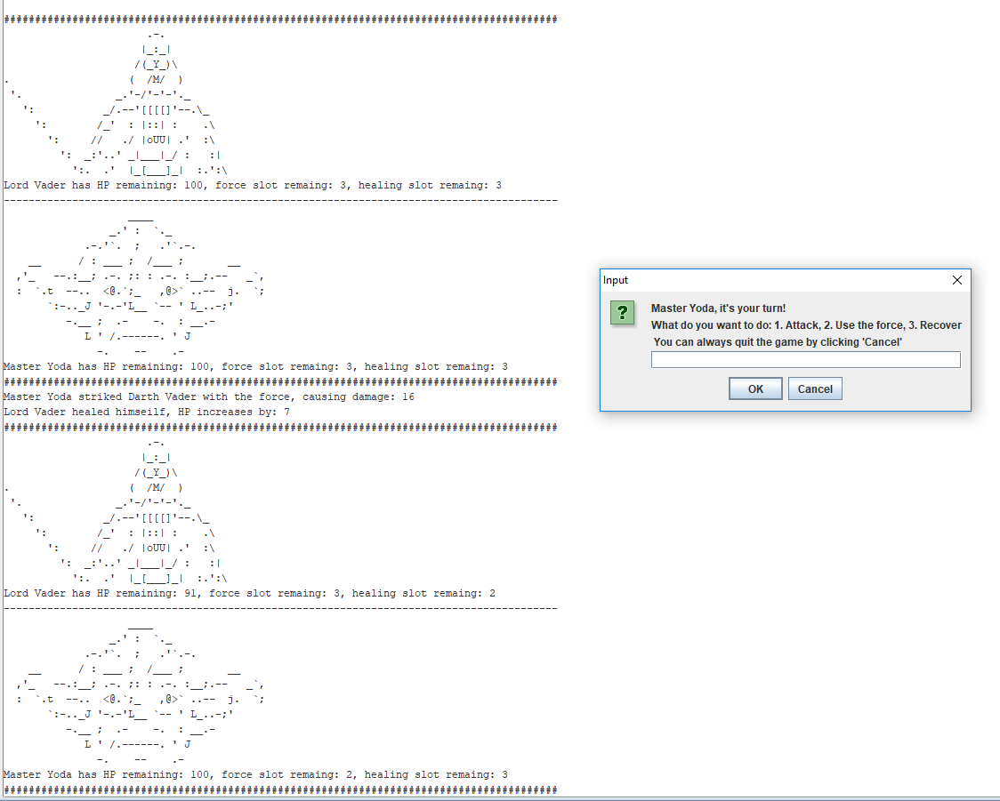 #########################################################################################
                       .-.
                      |_:_|
                     /(_Y_)\
.                    (  /M/  )
 '.               _.'-/'-'-'._
   ':           _/.--'[[[[]'--.\_
     ':        /_'  : |::| :    .\
       ':     //   ./ |oUU| .'  :\
         ':  _:'..' _|___|_/ :   :|
           ':.  .'  |_[___]_|  :.':\
Lord Vader has HP remaining: 100, force slot remaing: 3, healing slot remaing: 3
-----------------------------------------------------------------------------------------
                    ____
                 _.' :  `._
             .-.'`.  ;   .'`.-.
    __      / : ___ ;  /___ ;       __
  ,'_   --.:__; .-. ;: : .-. :__;.--   _`,
  :  `.t  --..  <@.`;_   ,@>` ..--  j.  `;
       `:-.._J '-.-'L__ `-- ' L_..-;'
          -.__ ;  .-    -.  : __.-
             L ' /.------. ' J
               -.    --    .-
Master Yoda has HP remaining: 100, force slot remaing: 3, healing slot remaing: 3
#########################################################################################
Master Yoda striked Darth Vader with the force, causing damage: 16
Lord Vader healed himseilf, HP increases by: 7
#########################################################################################
                       .-.
                      |_:_|
                     /(_Y_)\
.                    (  /M/  )
 '.               _.'-/'-'-'._
   ':           _/.--'[[[[]'--.\_
     ':        /_'  : |::| :    .\
       ':     //   ./ |oUU| .'  :\
         ':  _:'..' _|___|_/ :   :|
           ':.  .'  |_[___]_|  :.':\
Lord Vader has HP remaining: 91, force slot remaing: 3, healing slot remaing: 2
-----------------------------------------------------------------------------------------
                    ____
                 _.' :  `._
             .-.'`.  ;   .'`.-.
    __      / : ___ ;  /___ ;       __
  ,'_   --.:__; .-. ;: : .-. :__;.--   _`,
  :  `.t  --..  <@.`;_   ,@>` ..--  j.  `;
       `:-.._J '-.-'L__ `-- ' L_..-;'
          -.__ ;  .-    -.  : __.-
             L ' /.------. ' J
               -.    --    .-
Master Yoda has HP remaining: 100, force slot remaing: 2, healing slot remaing: 3
#########################################################################################
Input
?
Master Yoda, it's your turn!
What do you want to do: 1. Attack, 2. Use the force, 3. Recover
You can always quit the game by clicking 'Cancel'
OK
Cancel